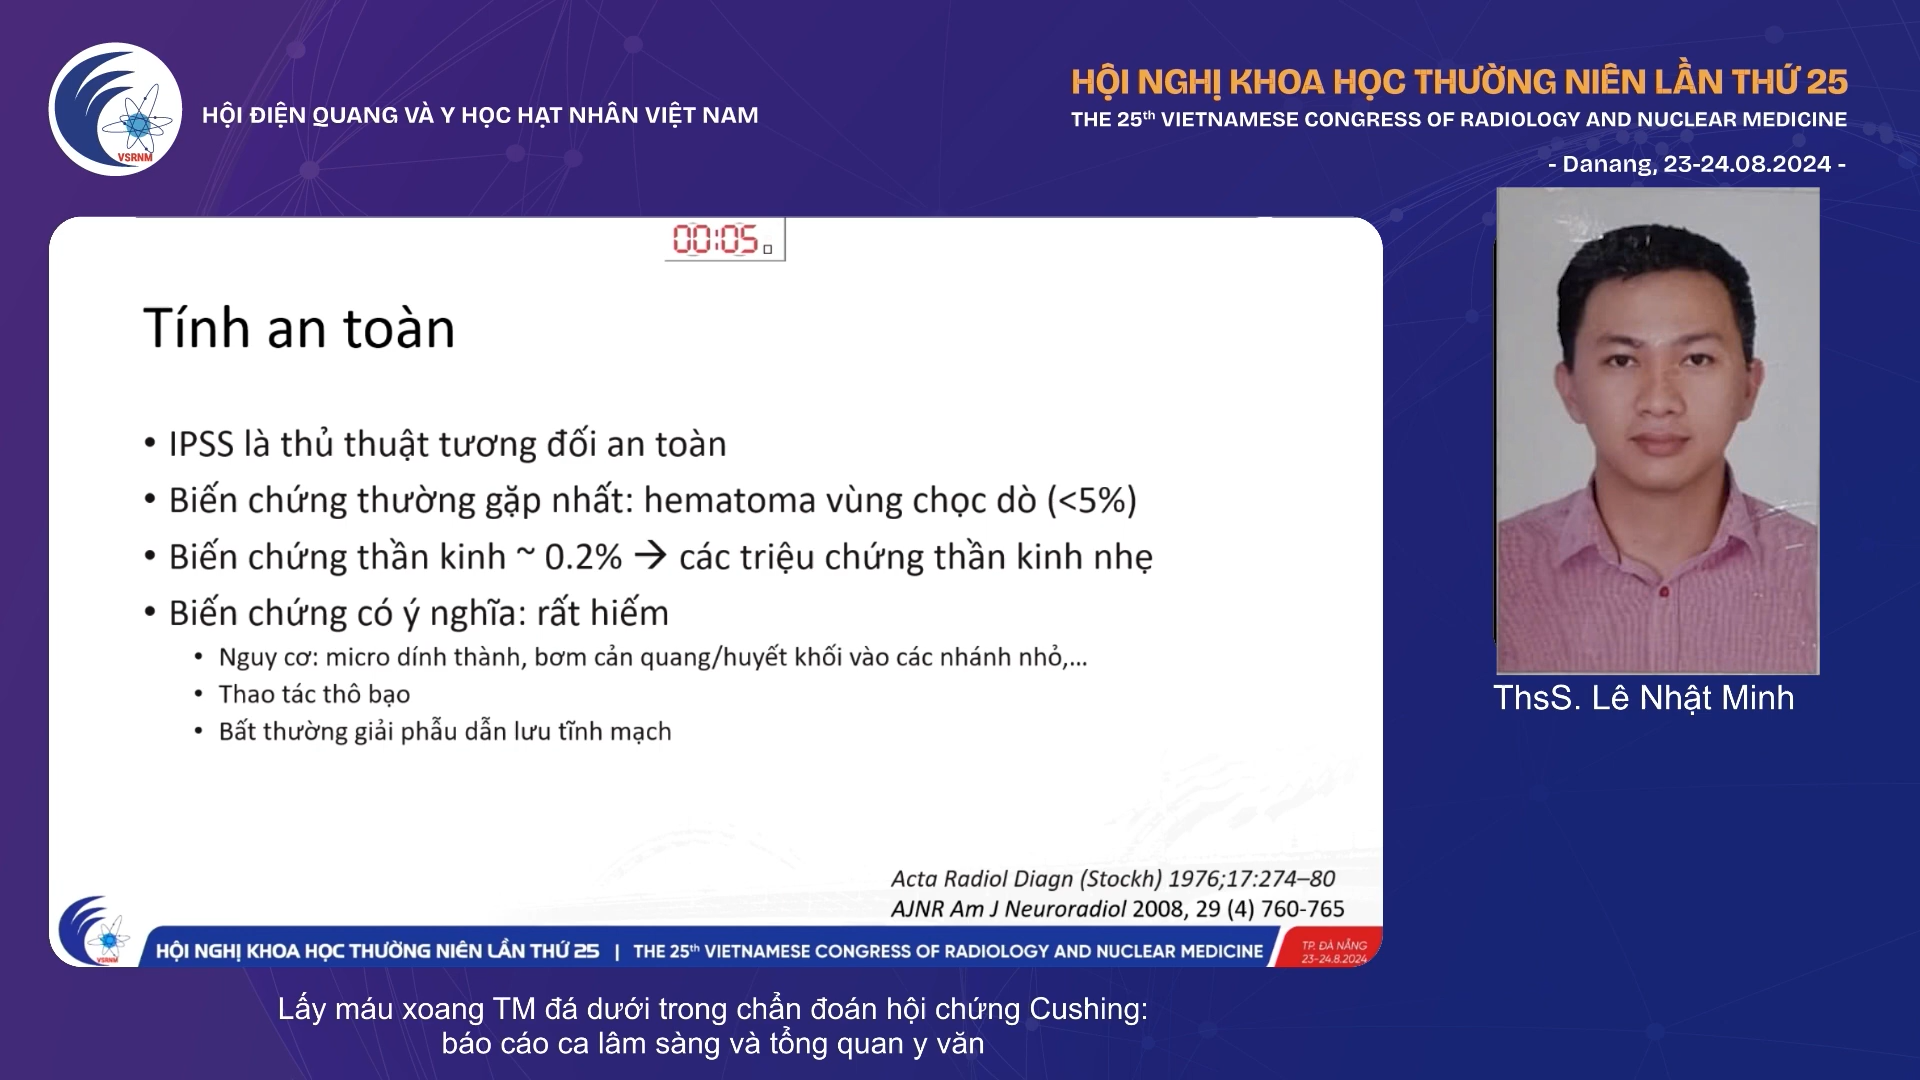 VSRNM
HỘI ĐIỆN QUANG VÀ Y HỌC HẠT NHÂN VIỆT NAM
HỘI NGHỊ KHOA HỌC THƯỜNG NIÊN LẦN THỨ 25
THE 25th VIETNAMESE CONGRESS OF RADIOLOGY AND NUCLEAR MEDICINE
- Danang, 23-24.08.2024 -
00:05
Tính an toàn
• IPSS là thủ thuật tương đối an toàn
• Biến chứng thường gặp nhất: hematoma vùng chọc dò (<5%)
• Biến chứng thần kinh ~ 0.2% → các triệu chứng thần kinh nhẹ
• Biến chứng có ý nghĩa: rất hiếm
• Nguy cơ: micro dính thành, bơm cản quang/huyết khối vào các nhánh nhỏ,...
• Thao tác thô bạo
• Bất thường giải phẫu dẫn lưu tĩnh mạch
Acta Radiol Diagn (Stockh) 1976;17:274–80
AJNR Am J Neuroradiol 2008, 29 (4) 760-765
VSRNM
HỘI NGHỊ KHOA HỌC THƯỜNG NIÊN LẦN THỨ 25 | THE 25th VIETNAMESE CONGRESS OF RADIOLOGY AND NUCLEAR MEDICINE
TP. ĐÀ NẴNG
23-24.8.2024
ThsS. Lê Nhật Minh
Lấy máu xoang TM đá dưới trong chẩn đoán hội chứng Cushing:
báo cáo ca lâm sàng và tổng quan y văn